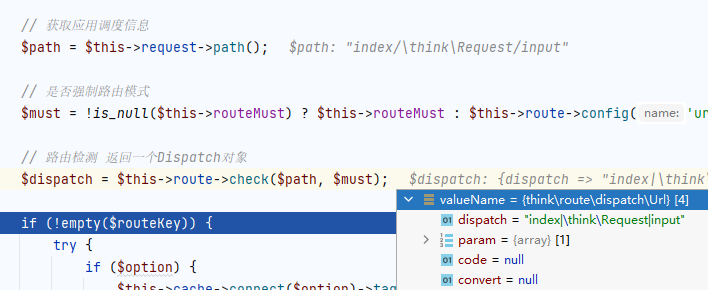 // 获取应用调度信息
$path = $this->request->path();   $path: "index/\think\Request/input"
// 是否强制路由模式
$must = !is_null($this->routeMust) ? $this->routeMust : $this->route->config( name: 'ur
// 路由检测 返回一个Dispatch对象
$dispatch = $this->route->check($path, $must);   $dispatch: {dispatch => "index|\think\
valueName = {think\route\dispatch\Url} [4]
01 dispatch = "index|\think\Request|input"
if (!empty($routeKey)) {
param = {array} [1]
try {
01 code = null
if ($option) {
01 convert = null
$this->cache->connect($option)->tag